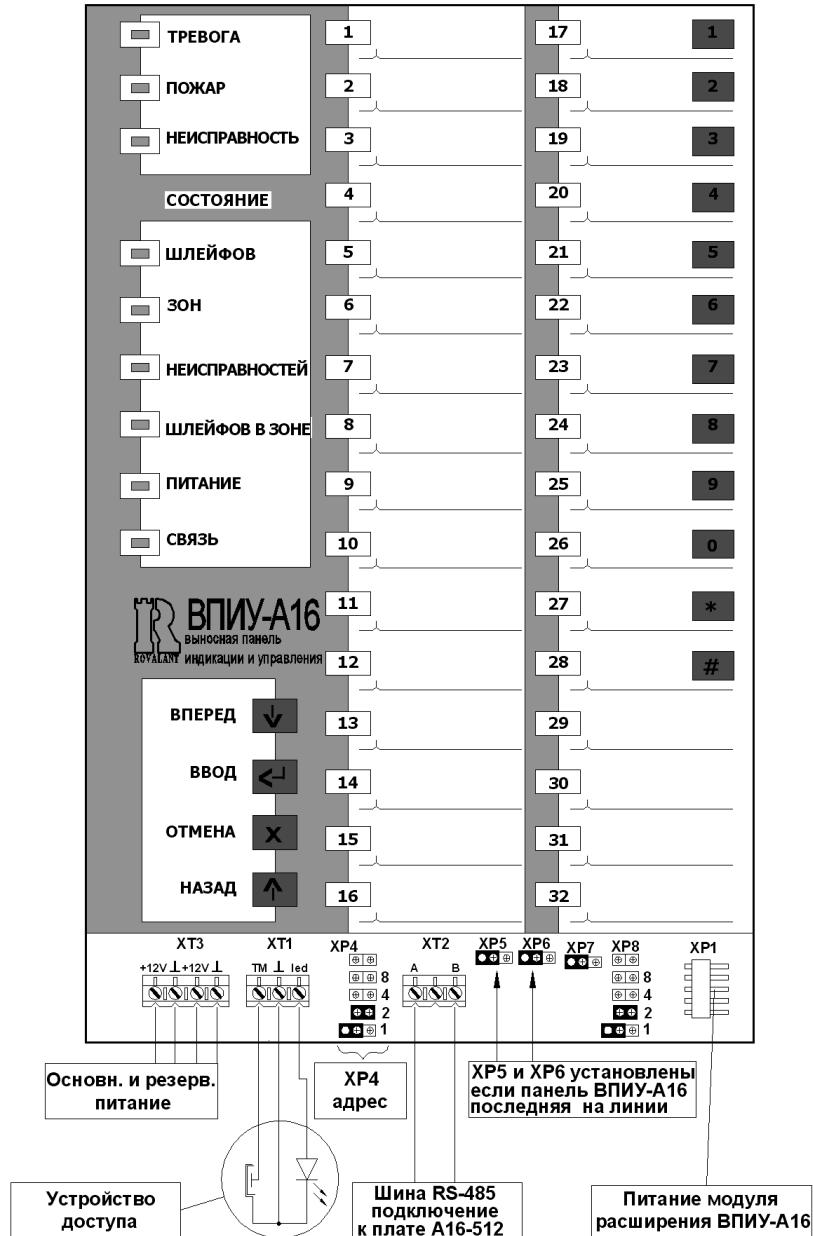 ТРЕВОГА
ПОЖАР
НЕИСПРАВНОСТЬ
СОСТОЯНИЕ
ШЛЕЙФОВ
ЗОН
НЕИСПРАВНОСТЕЙ
ШЛЕЙФОВ В ЗОНЕ
ПИТАНИЕ
СВЯЗЬ
ROVALANT
ВПИУ-А16
выносная панель
индикации и управления
ВПЕРЕД
ВВОД
ОТМЕНА
X
НАЗАД
1
2
3
4
5
6
7
8
9
10
11
12
13
14
15
16
17
18
19
20
21
22
23
24
25
26
27
28
29
30
31
32
1
2
3
4
5
6
7
8
9
0
*
#
XT3
+12V ⊥ +12V ⊥
XT1
TM ⊥ led
XP4
8
4
2
1
XT2
A B
XP5
XP6
XP7
XP8
8
4
2
1
XP1
Основн. и резерв.
питание
XP4
адрес
XP5 и XP6 установлены
если панель ВПИУ-А16
последняя на линии
Устройство
доступа
Шина RS-485
подключение
к плате А16-512
Питание модуля
расширения ВПИУ-А16